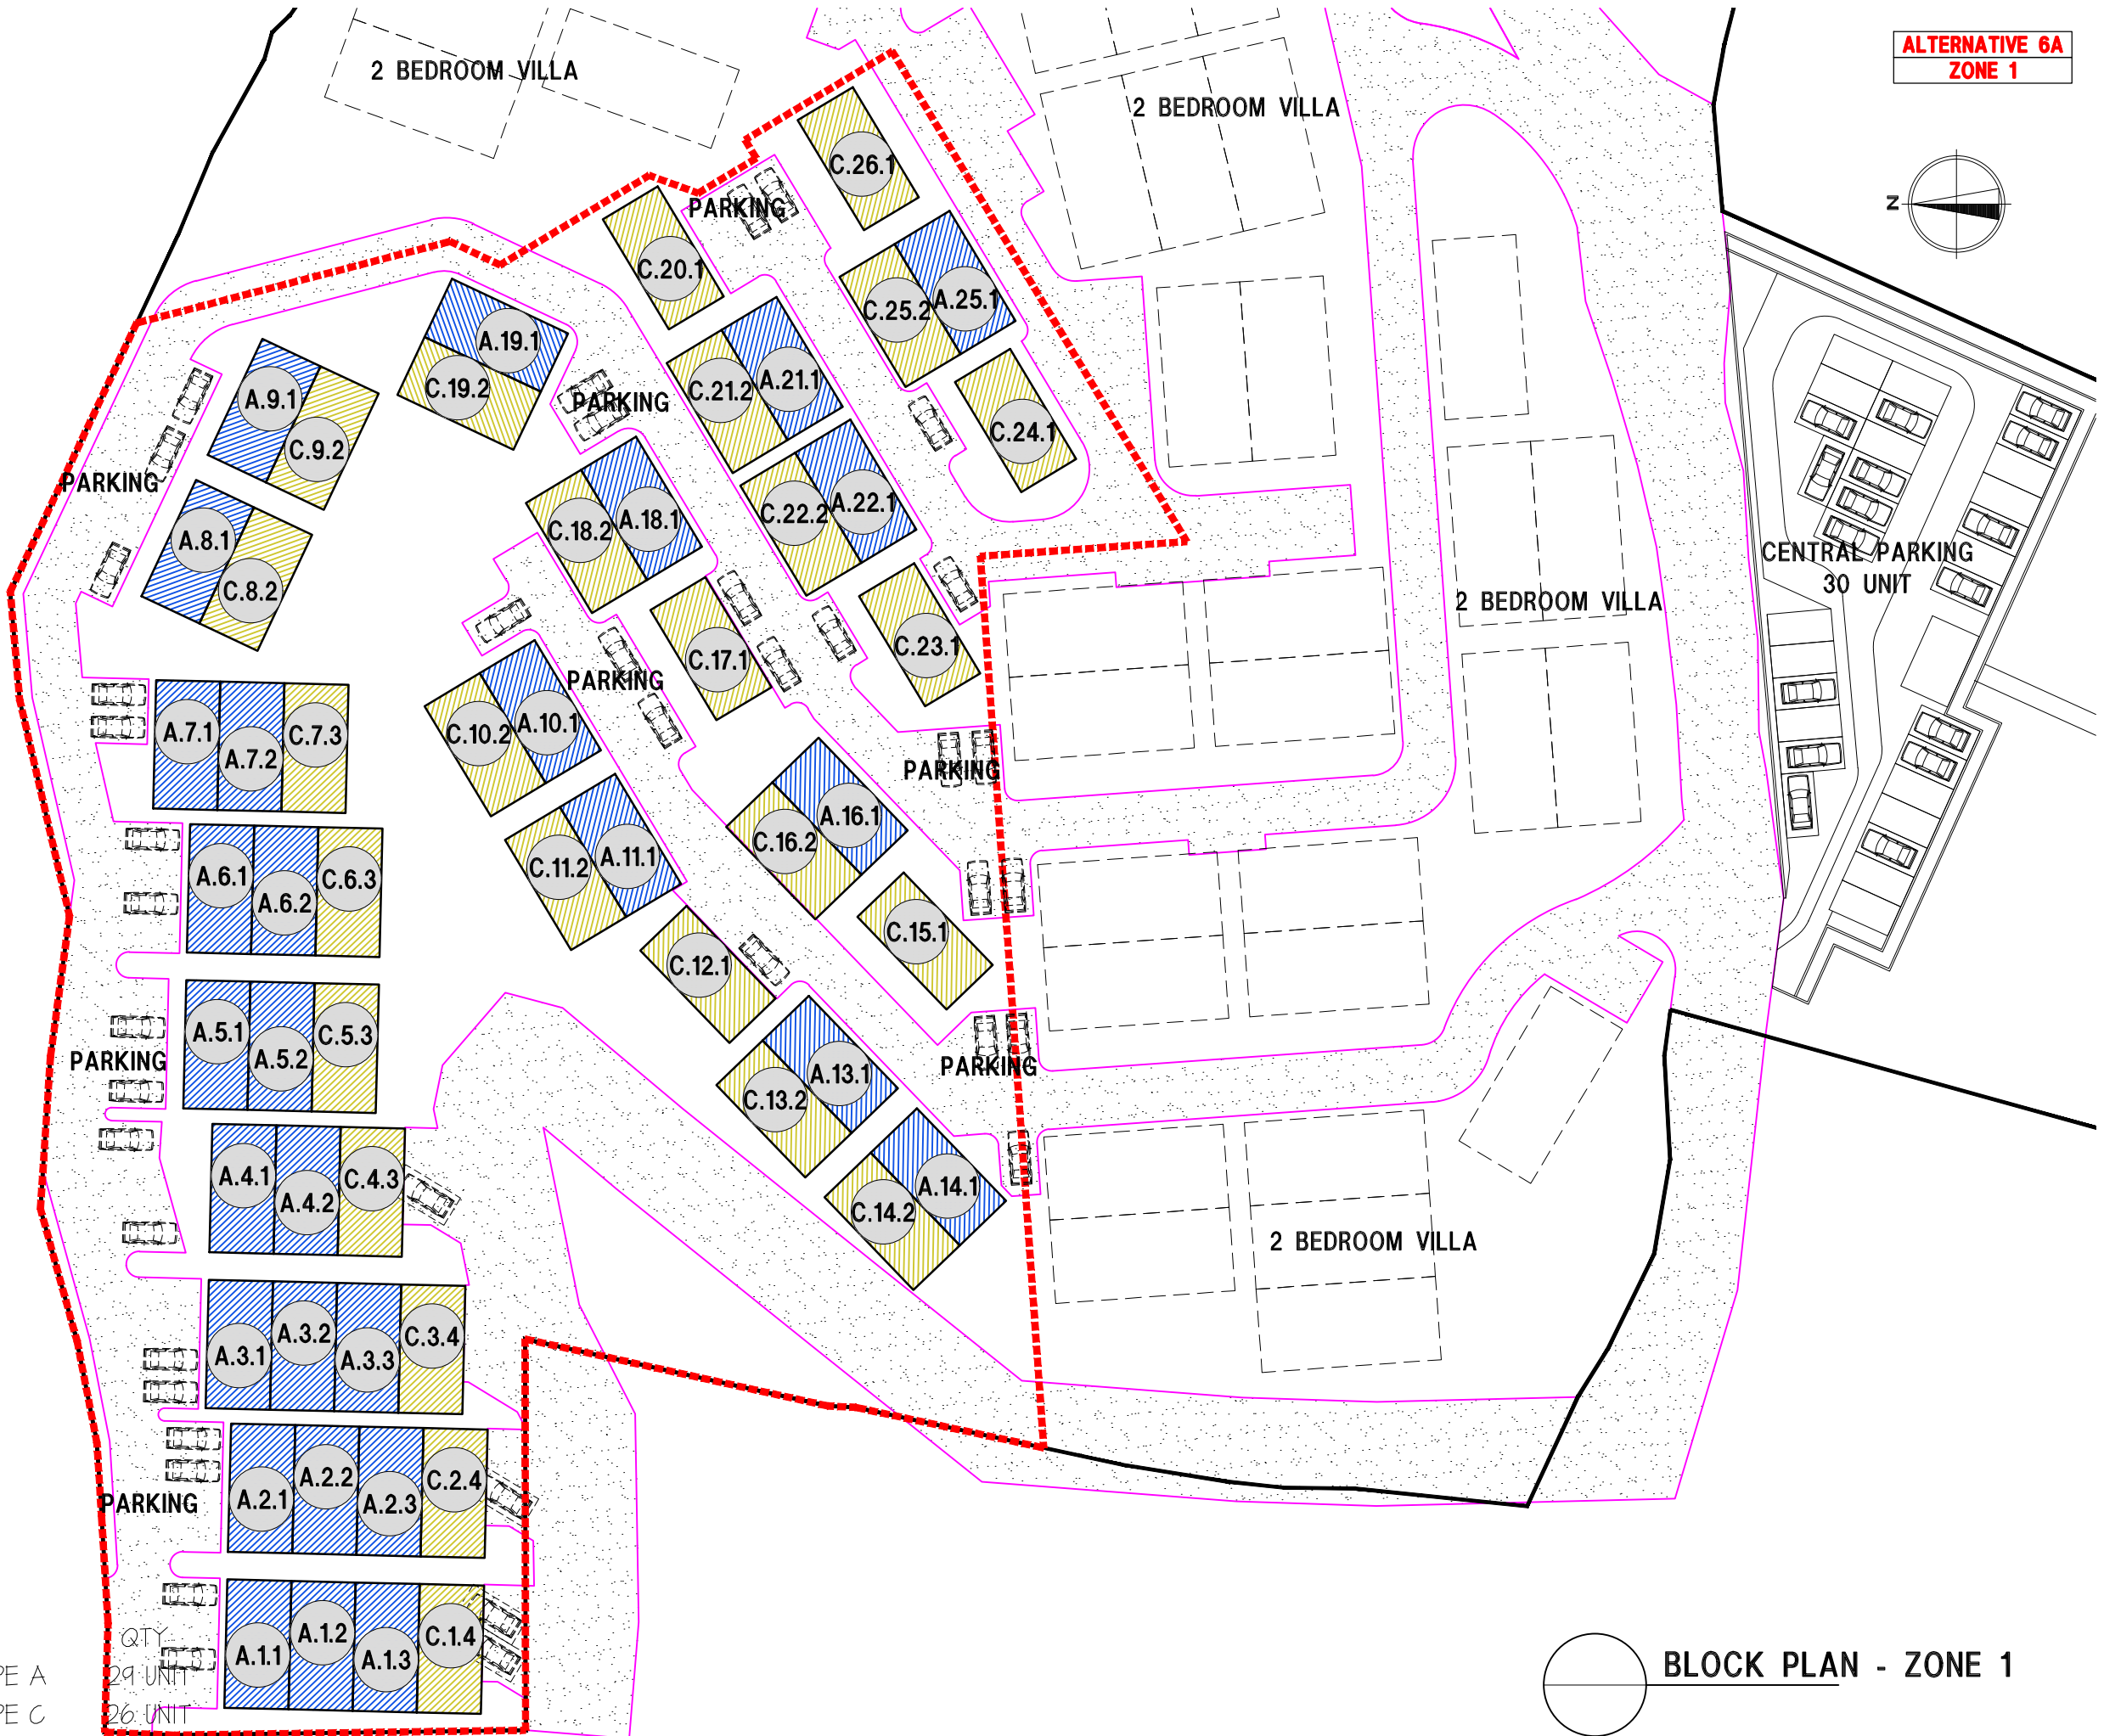 ALTERNATIVE 6A
ZONE 1
2 BEDROOM VILLA
2 BEDROOM VILLA
C.26.1
PARKING
N
C.20.1
C.25.2
A.25.1
A.19.1
C.19.2
C.21.2
A.21.1
PARKING
A.9.1
C.9.2
C.24.1
PARKING
C.18.2
A.18.1
C.22.2
A.22.1
A.8.1
C.8.2
CENTRAL PARKING
30 UNIT
2 BEDROOM VILLA
C.17.1
C.23.1
PARKING
A.7.1
A.7.2
C.7.3
C.10.2
A.10.1
PARKING
A.16.1
C.16.2
A.6.1
A.6.2
C.6.3
C.11.2
A.11.1
C.15.1
C.12.1
A.5.1
A.5.2
C.5.3
PARKING
PARKING
A.13.1
C.13.2
A.4.1
A.4.2
C.4.3
A.14.1
C.14.2
2 BEDROOM VILLA
A.3.1
A.3.2
A.3.3
C.3.4
A.2.1
A.2.2
A.2.3
C.2.4
PARKING
A.1.1
A.1.2
A.1.3
C.1.4
QTY
PE A 29 UNIT
PE C 26 UNIT
BLOCK PLAN - ZONE 1